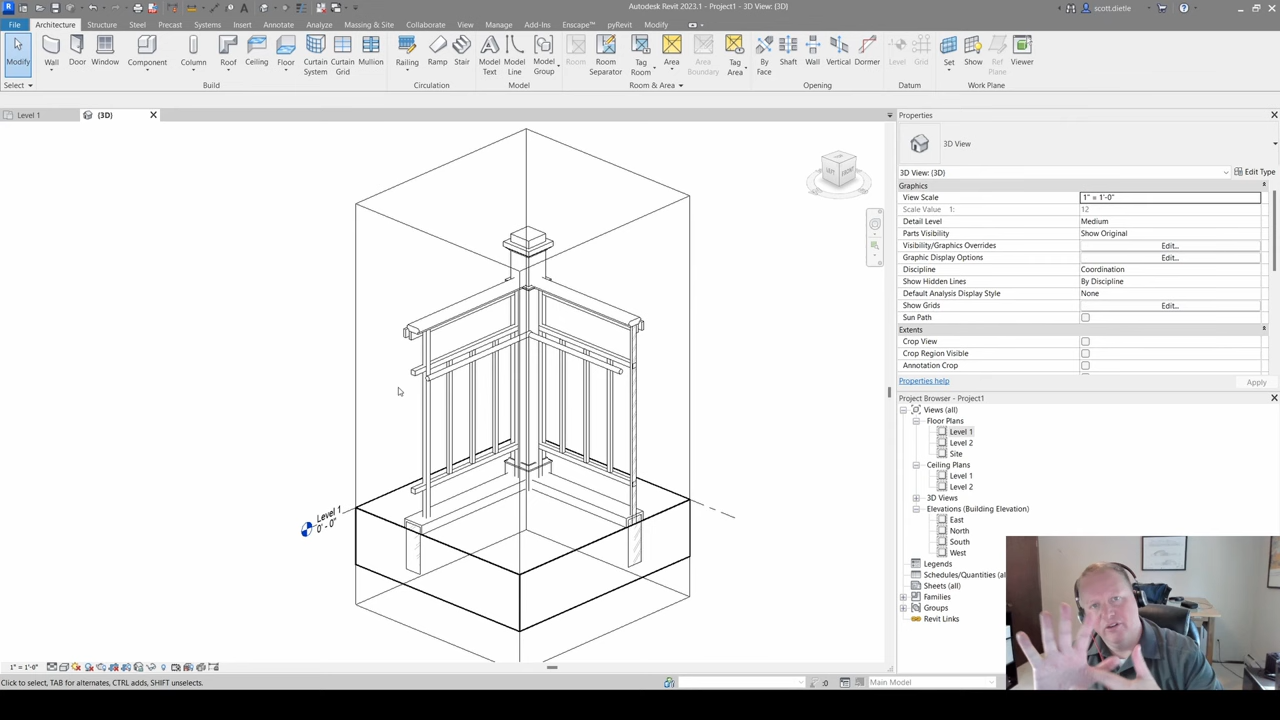 Autodesk Revit 2023.1 - Project1 - 3D View: {3D}
scott.dietle
File Architecture Structure Steel Precast Systems Insert Annotate Analyze Massing & Site Collaborate View Manage Add-Ins Enscape™ pyRevit Modify
Modify Wall Door Window Component Column Roof Ceiling Floor Curtain System Curtain Grid Mullion Railing Ramp Stair Model Text Model Line Model Group Room Room Separator Tag Room Area Area Boundary Tag Area By Face Shaft Wall Vertical Dormer Level Grid Set Show Ref Plane Viewer
Select Build Circulation Model Room & Area Opening Datum Work Plane
Level 1
{3D}
Properties
3D View
3D View: {3D}
Edit Type
Graphics
View Scale 1" = 1'-0"
Scale Value 1: 12
Detail Level Medium
Parts Visibility Show Original
Visibility/Graphics Overrides Edit...
Graphic Display Options Edit...
Discipline Coordination
Show Hidden Lines By Discipline
Default Analysis Display Style None
Show Grids Edit...
Sun Path
Extents
Crop View
Crop Region Visible
Annotation Crop
Properties help
Apply
Project Browser - Project1
Views (all)
Floor Plans
Level 1
Level 2
Site
Ceiling Plans
Level 1
Level 2
3D Views
Elevations (Building Elevation)
East
North
South
West
Legends
Schedules/Quantities (all
Sheets (all)
Families
Groups
Revit Links
Level 1
0' - 0"
LEFT
FRONT
1" = 1'-0"
Click to select, TAB for alternates, CTRL adds, SHIFT unselects.
:0
Main Model